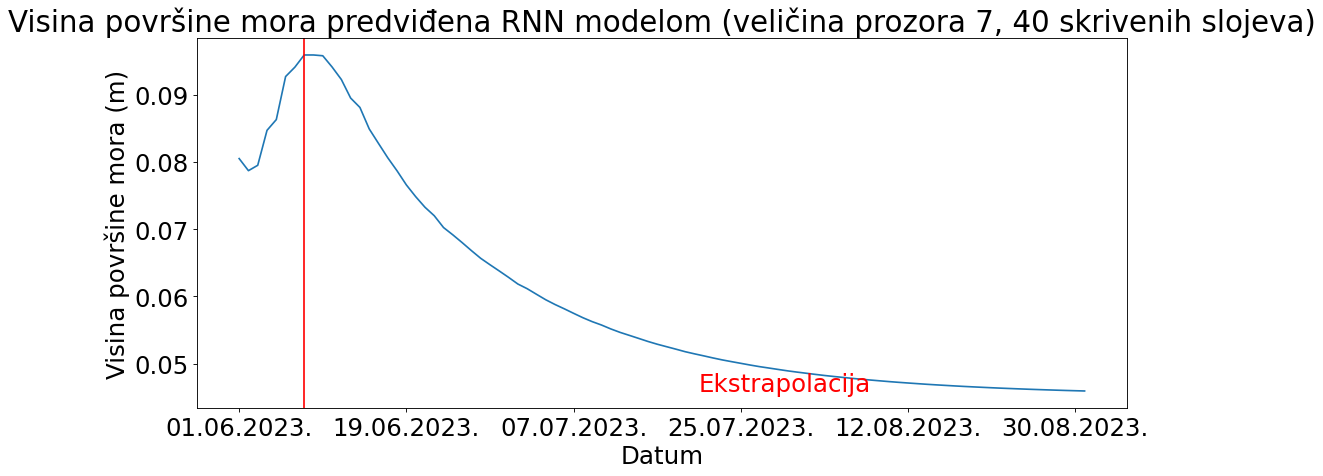 Visina površine mora predviđena RNN modelom (veličina prozora 7, 40 skrivenih slojeva)
Visina površine mora (m)
0.09
0.08
0.07
0.06
0.05
Ekstrapolacija
01.06.2023. 19.06.2023. 07.07.2023. 25.07.2023. 12.08.2023. 30.08.2023.
Datum